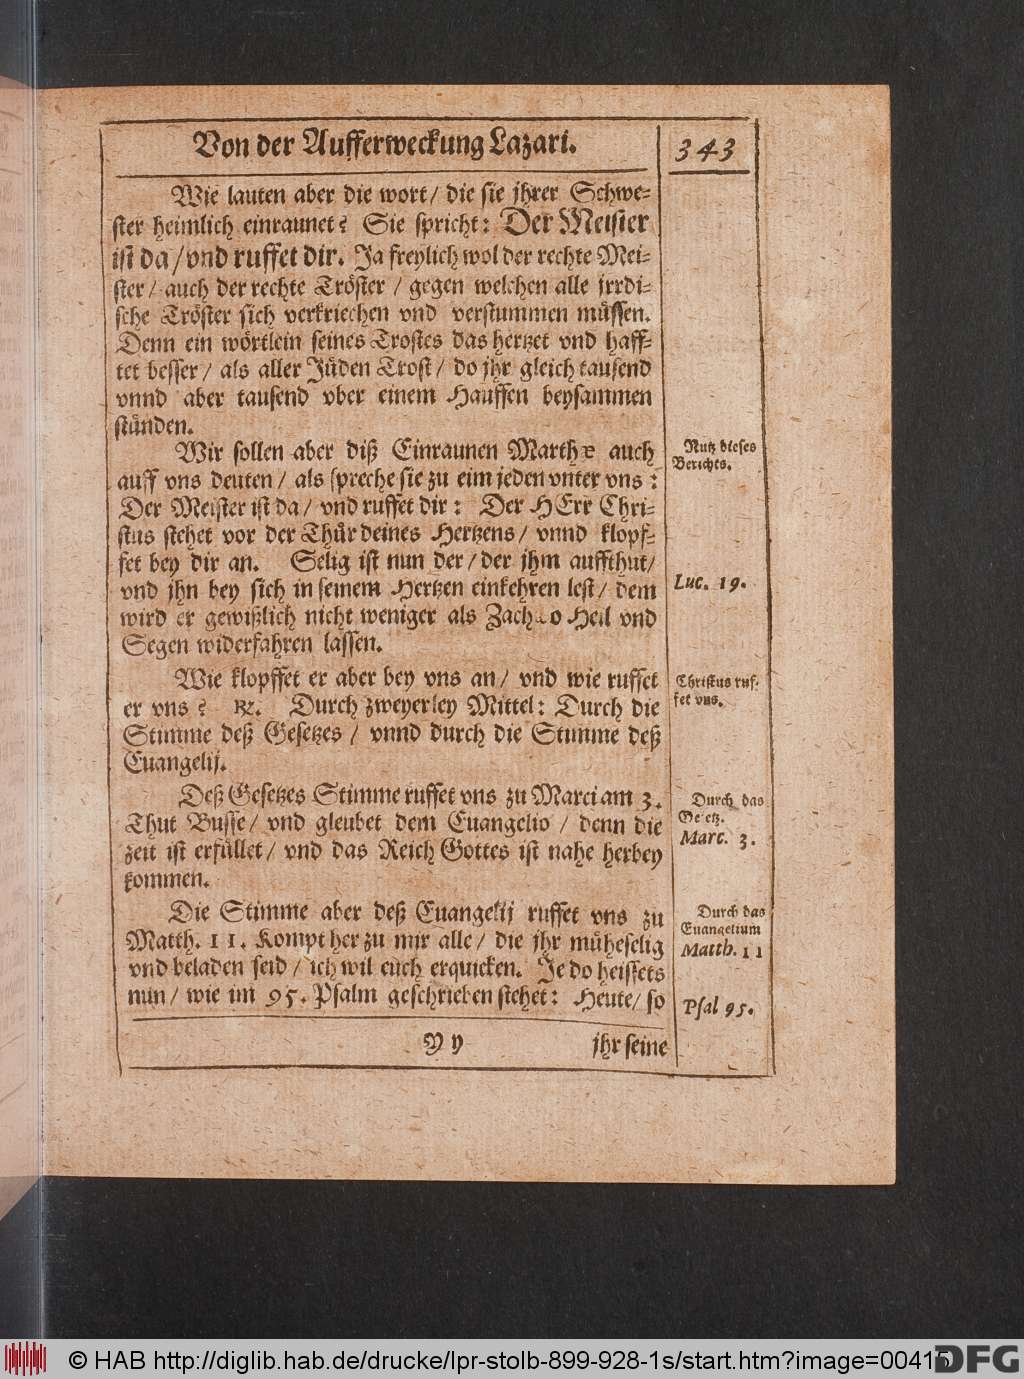 Von der Aufferweckung Lazari.
343
Wie lauten aber die wort/ die sie jhrer Schwe-
ster heimlich einraunet? Sie spricht: Der Meister
ist da/ vnd ruffet dir. Ja freylich wol der rechte Mei-
ster/ auch der rechte Tröster/ gegen welchen alle jrrdi-
sche Tröster sich verkriechen vnd verstummen müssen.
Denn ein wörtlein seines Trostes das hertzet vnd haff-
tet besser/ als aller Jüden Trost/ do jhr gleich tausend
vnnd aber tausend vber einem Hauffen beysammen
stünden.
Wir sollen aber diß Einraunen Marthæ auch
auff vns deuten/ als spreche sie zu eim jeden vnter vns:
Der Meister ist da/ vnd ruffet dir: Der HErr Chri-
stus stehet vor der Thür deines Hertzens/ vnnd klopf-
fet bey dir an. Selig ist nun der/ der jhm auffthut/
vnd jhn bey sich in seinem Hertzen einkehren lest/ dem
wird er gewißlich nicht weniger als Zachæo Heil vnd
Segen widerfahren lassen.
Wie klopffet er aber bey vns an/ vnd wie ruffet
er vns? ℞. Durch zweyerley Mittel: Durch die
Stimme deß Gesetzes/ vnnd durch die Stimme deß
Euangelij.
Deß Gesetzes Stimme ruffet vns zu Marci am 3.
Thut Busse/ vnd gleubet dem Euangelio/ denn die
zeit ist erfüllet/ vnd das Reich Gottes ist nahe herbey
kommen.
Die Stimme aber deß Euangelij ruffet vns zu
Matth. 11. Kompt her zu mir alle/ die jhr müheselig
vnd beladen seid/ ich wil euch erquicken. Je do heissets
nun/ wie im 95. Psalm geschrieben stehet: Heute/ so
Y y
jhr seine
Nutz dieses
Berichts.
Luc. 19.
Christus ruf-
fet vns.
Durch das
Gesetz.
Marc. 3.
Durch das
Euangelium
Matth. 11
Psal 95.
© HAB http://diglib.hab.de/drucke/lpr-stolb-899-928-1s/start.htm?image=00415
DFG